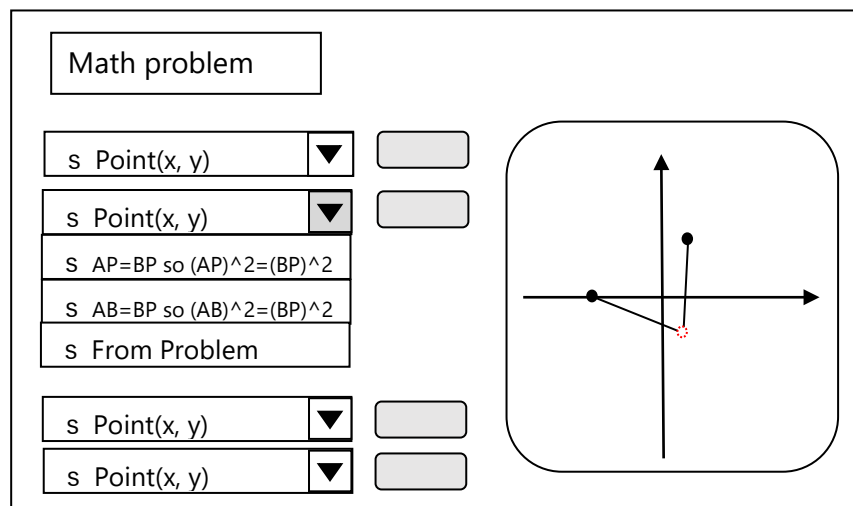 Math problem
s Point(x, y)
s Point(x, y)
s AP=BP so (AP)^2=(BP)^2
s AB=BP so (AB)^2=(BP)^2
s From Problem
s Point(x, y)
s Point(x, y)